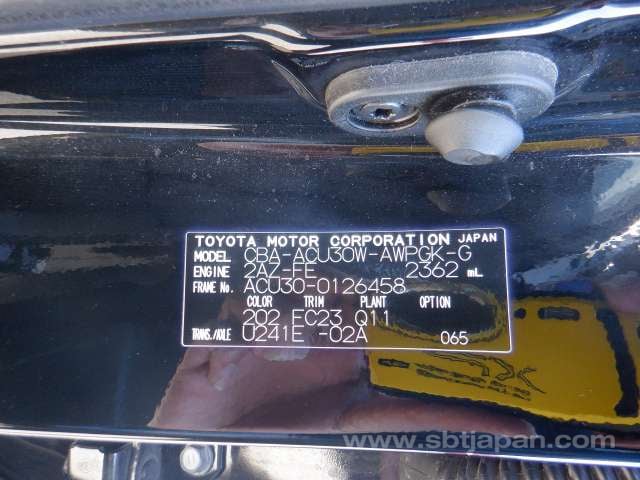 TOYOTA MOTOR CORPORATION JAPAN
MODEL CBA-ACU30W-AWPGK-G
ENGINE 2AZ-FE 2362 mL
FRAME No. ACU30-0126458
COLOR TRIM PLANT OPTION
202 FC23 Q11
TRANS./AXLE U241E -02A 065
www.sbtjapan.com